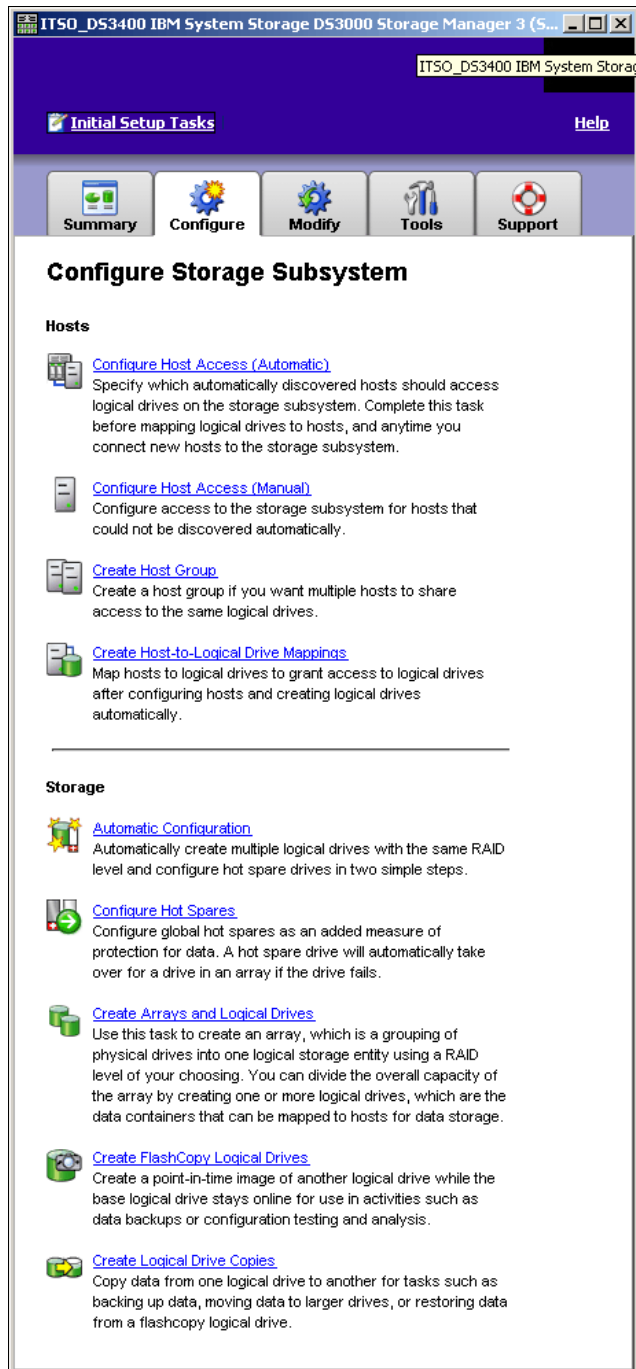 ITSO_DS3400 IBM System Storage DS3000 Storage Manager 3 (S...
ITSO_DS3400 IBM System Storag
Initial Setup Tasks
Help
Summary
Configure
Modify
Tools
Support
Configure Storage Subsystem
Hosts
Configure Host Access (Automatic)
Specify which automatically discovered hosts should access
logical drives on the storage subsystem. Complete this task
before mapping logical drives to hosts, and anytime you
connect new hosts to the storage subsystem.
Configure Host Access (Manual)
Configure access to the storage subsystem for hosts that
could not be discovered automatically.
Create Host Group
Create a host group if you want multiple hosts to share
access to the same logical drives.
Create Host-to-Logical Drive Mappings
Map hosts to logical drives to grant access to logical drives
after configuring hosts and creating logical drives
automatically.
Storage
Automatic Configuration
Automatically create multiple logical drives with the same RAID
level and configure hot spare drives in two simple steps.
Configure Hot Spares
Configure global hot spares as an added measure of
protection for data. A hot spare drive will automatically take
over for a drive in an array if the drive fails.
Create Arrays and Logical Drives
Use this task to create an array, which is a grouping of
physical drives into one logical storage entity using a RAID
level of your choosing. You can divide the overall capacity of
the array by creating one or more logical drives, which are the
data containers that can be mapped to hosts for data storage.
Create FlashCopy Logical Drives
Create a point-in-time image of another logical drive while the
base logical drive stays online for use in activities such as
data backups or configuration testing and analysis.
Create Logical Drive Copies
Copy data from one logical drive to another for tasks such as
backing up data, moving data to larger drives, or restoring data
from a flashcopy logical drive.